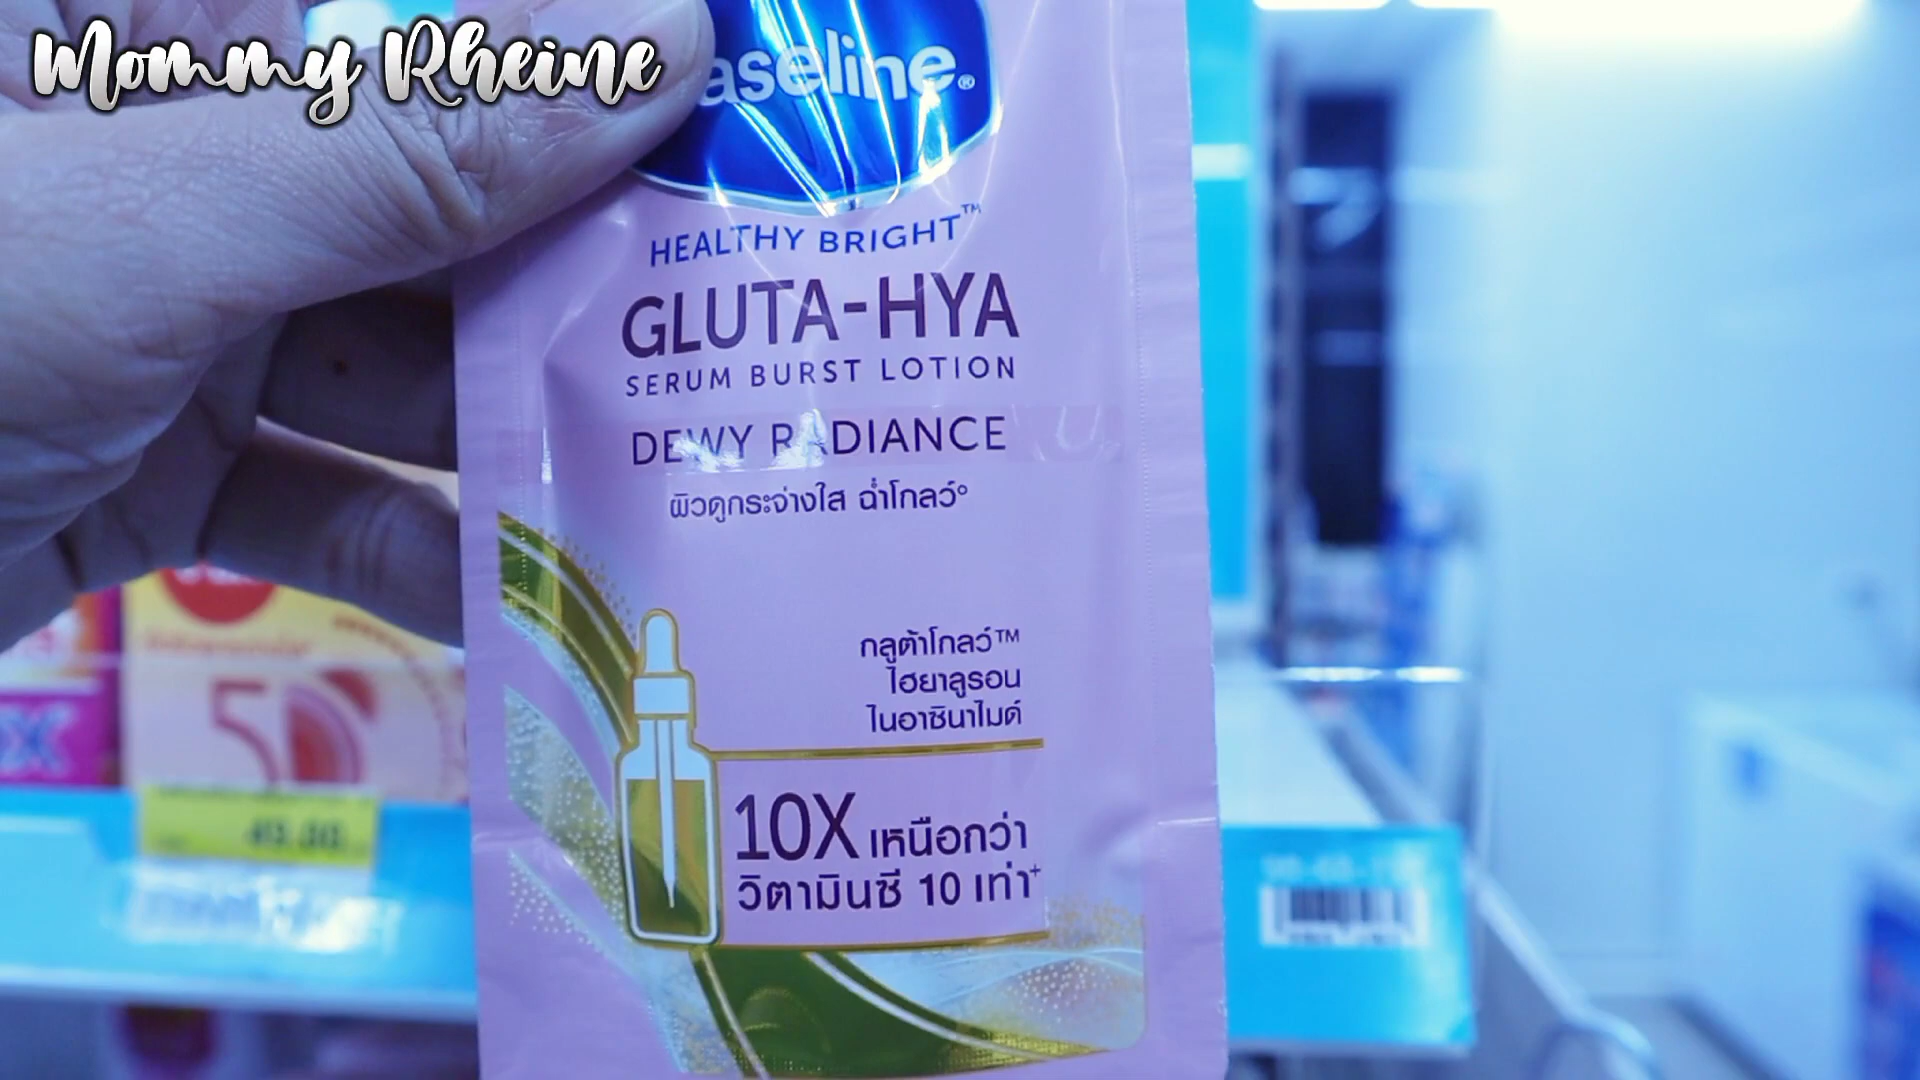 Mommy Rheine
aseline®
HEALTHY BRIGHT™
GLUTA-HYA
SERUM BURST LOTION
DEWY RADIANCE
ผิวดูกระจ่างใส ฉ่ำโกลว์°
กลูต้าโกลว์™
ไฮยาลูรอน
ไนอาซินาไมด์
10X เหนือกว่า
วิตามินซี 10 เท่า⁺
50